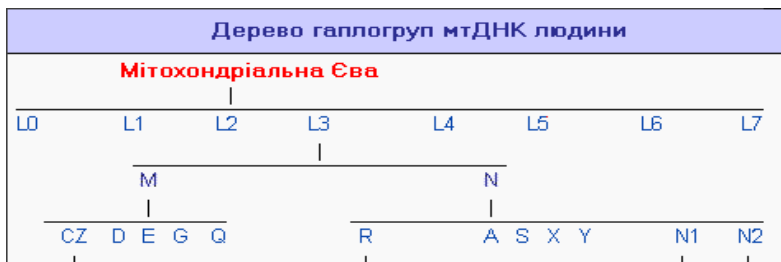 Дерево гаплогруп мтДНК людини
Мітохондріальна Єва
L0 L1 L2 L3 L4 L5 L6 L7
M N
CZ D E G Q R A S X Y N1 N2